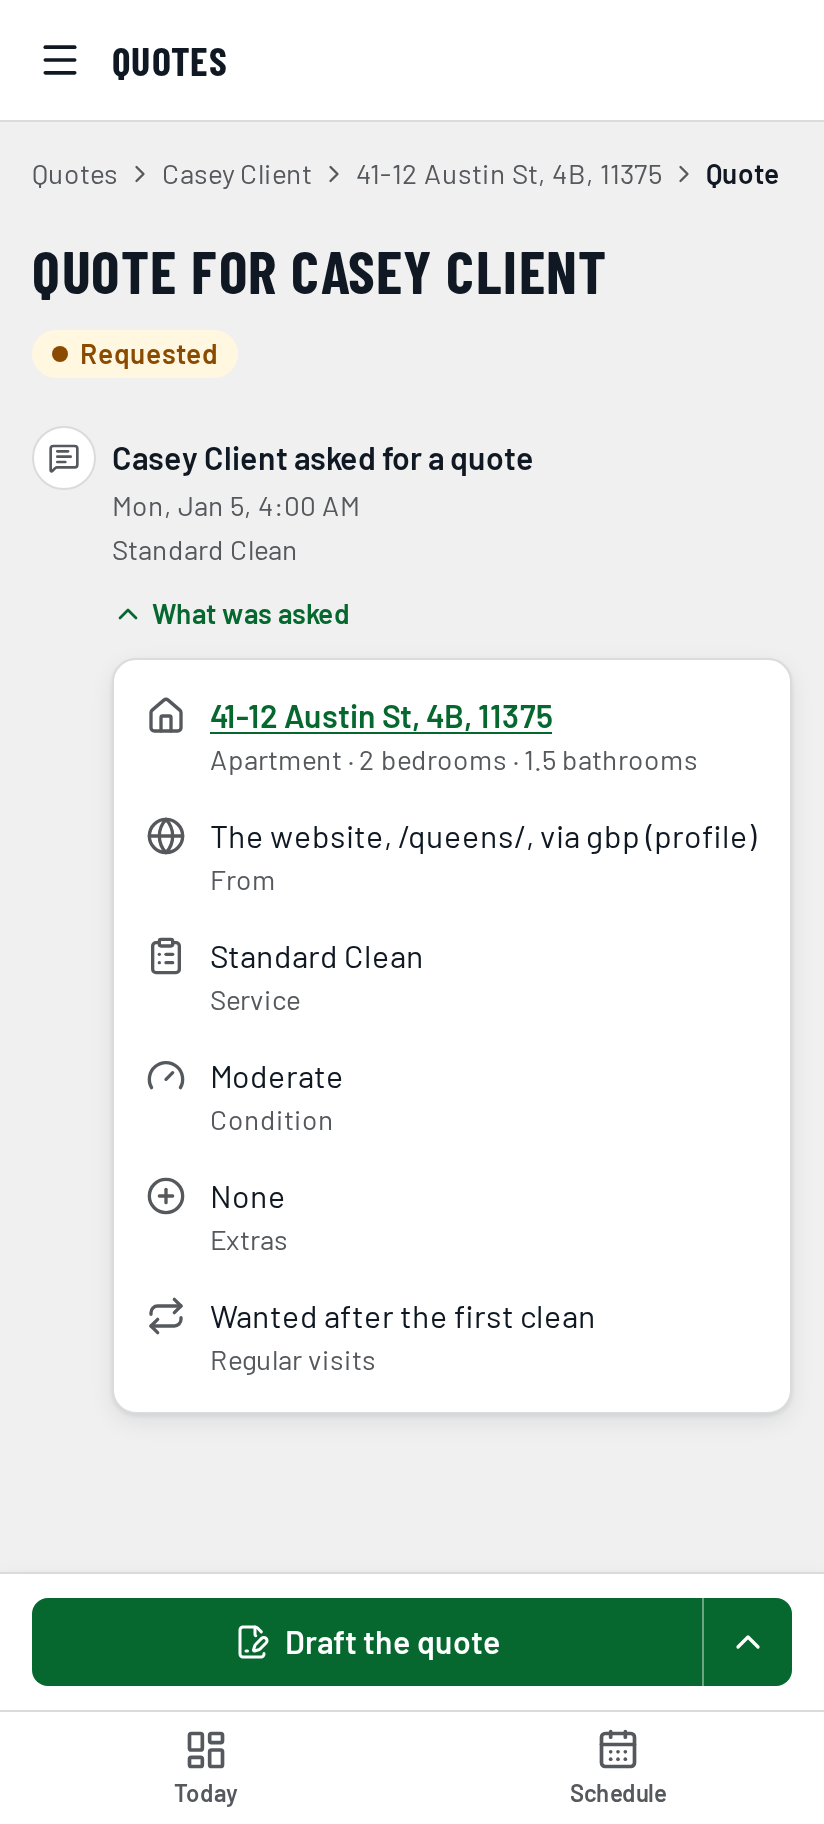 QUOTES
Quotes > Casey Client > 41-12 Austin St, 4B, 11375 > Quote
QUOTE FOR CASEY CLIENT
Requested
Casey Client asked for a quote
Mon, Jan 5, 4:00 AM
Standard Clean
What was asked
41-12 Austin St, 4B, 11375
Apartment · 2 bedrooms · 1.5 bathrooms
The website, /queens/, via gbp (profile)
From
Standard Clean
Service
Moderate
Condition
None
Extras
Wanted after the first clean
Regular visits
Draft the quote
Today
Schedule